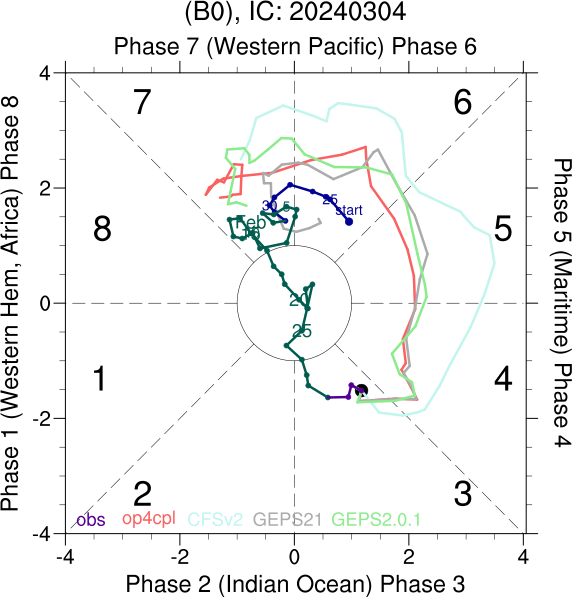 (B0), IC: 20240304
Phase 7 (Western Pacific) Phase 6
Phase 1 (Western Hem, Africa) Phase 8
Phase 5 (Maritime) Phase 4
4
2
0
-2
-4
7
6
8
5
1
4
2
3
start
25
30
5
Feb
15
20
25
obs
op4cpl
CFSv2
GEPS21
GEPS2.0.1
-4
-2
0
2
4
Phase 2 (Indian Ocean) Phase 3